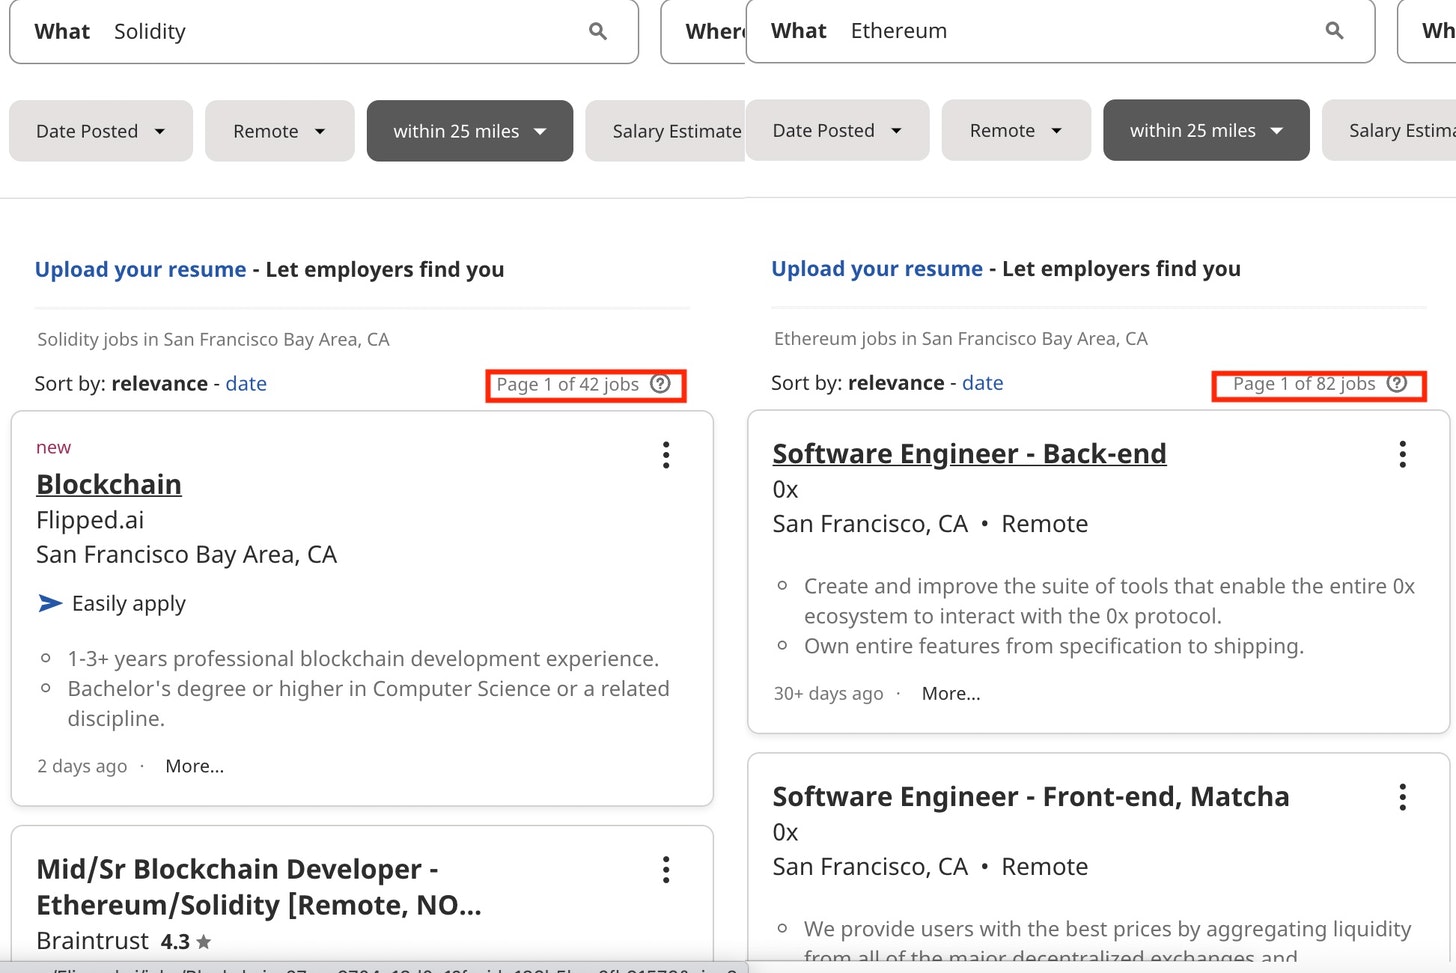 What Solidity
Where
Date Posted Remote within 25 miles Salary Estimate
Upload your resume - Let employers find you
Solidity jobs in San Francisco Bay Area, CA
Sort by: relevance - date Page 1 of 42 jobs ?
new
Blockchain
Flipped.ai
San Francisco Bay Area, CA
Easily apply
1-3+ years professional blockchain development experience.
Bachelor's degree or higher in Computer Science or a related
discipline.
2 days ago · More...
Mid/Sr Blockchain Developer -
Ethereum/Solidity [Remote, NO...
Braintrust 4.3 ★
What Ethereum
Wh
Date Posted Remote within 25 miles Salary Estima
Upload your resume - Let employers find you
Ethereum jobs in San Francisco Bay Area, CA
Sort by: relevance - date Page 1 of 82 jobs ?
Software Engineer - Back-end
0x
San Francisco, CA • Remote
Create and improve the suite of tools that enable the entire 0x
ecosystem to interact with the 0x protocol.
Own entire features from specification to shipping.
30+ days ago · More...
Software Engineer - Front-end, Matcha
0x
San Francisco, CA • Remote
We provide users with the best prices by aggregating liquidity
from all of the major decentralized exchanges and